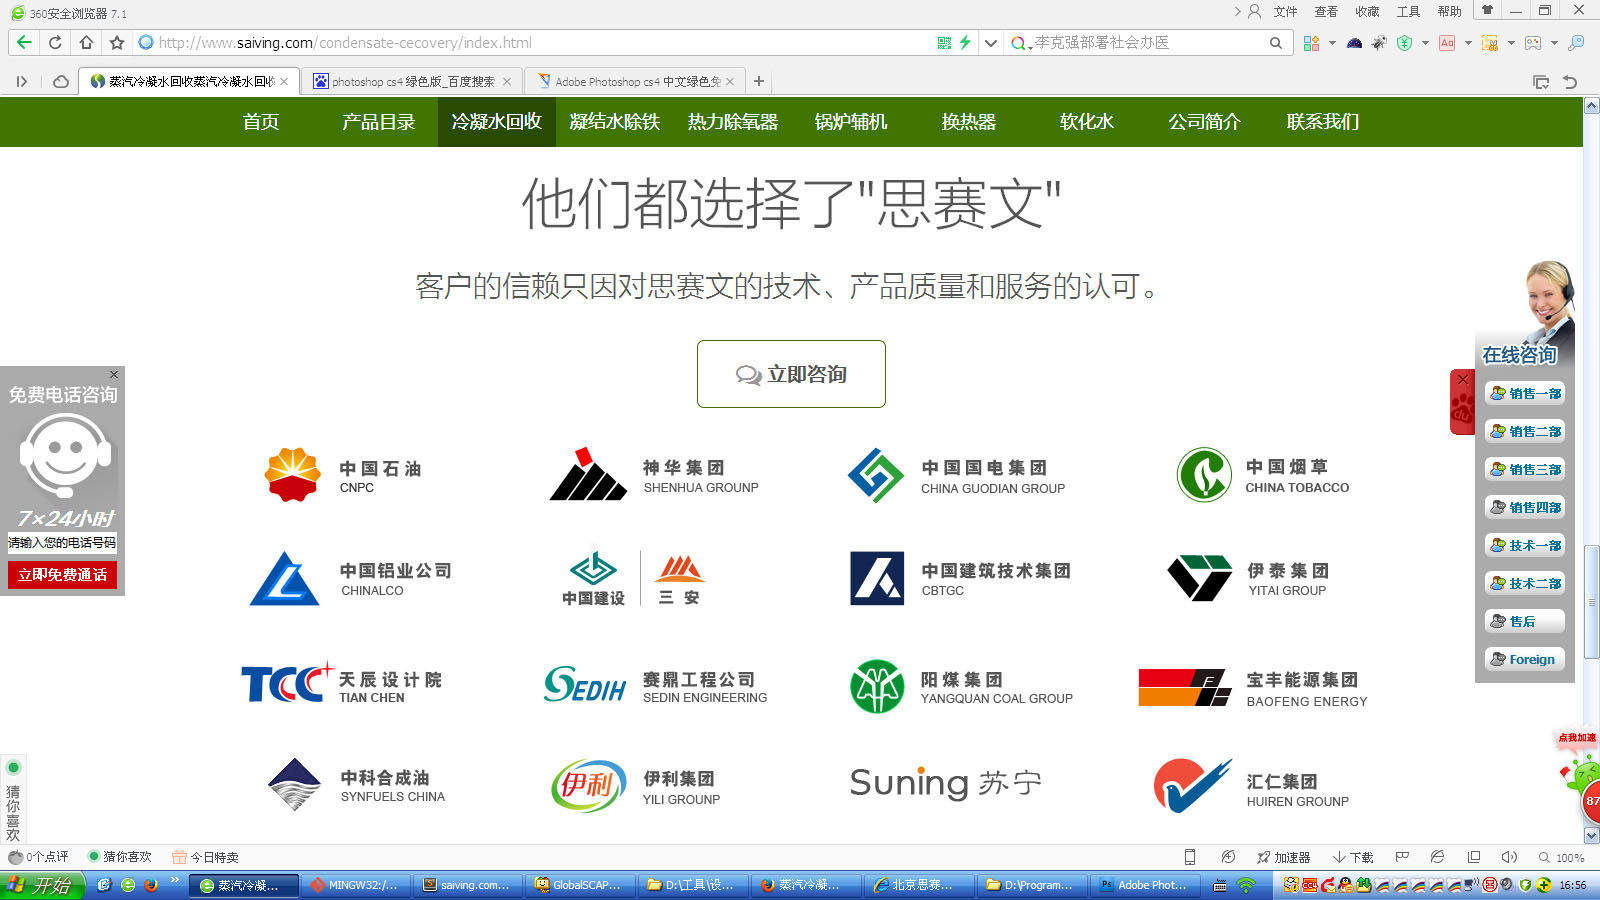 360安全浏览器 7.1
文件 查看 收藏 工具 帮助
http://www.saiving.com/condensate-cecovery/index.html
李克强部署社会办医
蒸汽冷凝水回收蒸汽冷凝水回收
photoshop cs4 绿色版_百度搜索
Adobe Photoshop cs4 中文绿色免
首页 产品目录 冷凝水回收 凝结水除铁 热力除氧器 锅炉辅机 换热器 软化水 公司简介 联系我们
他们都选择了"思赛文"
客户的信赖只因对思赛文的技术、产品质量和服务的认可。
立即咨询
免费电话咨询
7×24小时
请输入您的电话号码
立即免费通话
在线咨询
销售一部
销售二部
销售三部
销售四部
技术一部
技术二部
售后
Foreign
du
中国石油
CNPC
神华集团
SHENHUA GROUNP
中国国电集团
CHINA GUODIAN GROUP
中国烟草
CHINA TOBACCO
中国铝业公司
CHINALCO
中国建设
三安
中国建筑技术集团
CBTGC
伊泰集团
YITAI GROUP
TCC
天辰设计院
TIAN CHEN
SEDIH
赛鼎工程公司
SEDIN ENGINEERING
阳煤集团
YANGQUAN COAL GROUP
宝丰能源集团
BAOFENG ENERGY
中科合成油
SYNFUELS CHINA
伊利
伊利集团
YILI GROUNP
Suning 苏宁
汇仁集团
HUIREN GROUNP
点我加速
87
猜你喜欢
0个点评 猜你喜欢 今日特卖
加速器 下载 100%
开始
蒸汽冷凝...
MINGW32:/...
saiving.com...
GlobalSCAP...
D:\工具\设...
蒸汽冷凝...
北京思赛...
D:\Program...
Adobe Phot...
16:56